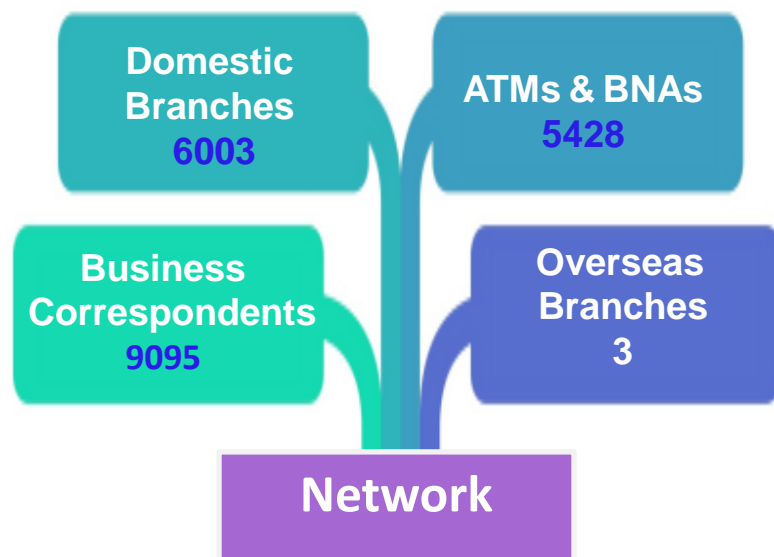 Domestic
Branches
6003
ATMs & BNAs
5428
Business
Correspondents
9095
Overseas
Branches
3
Network